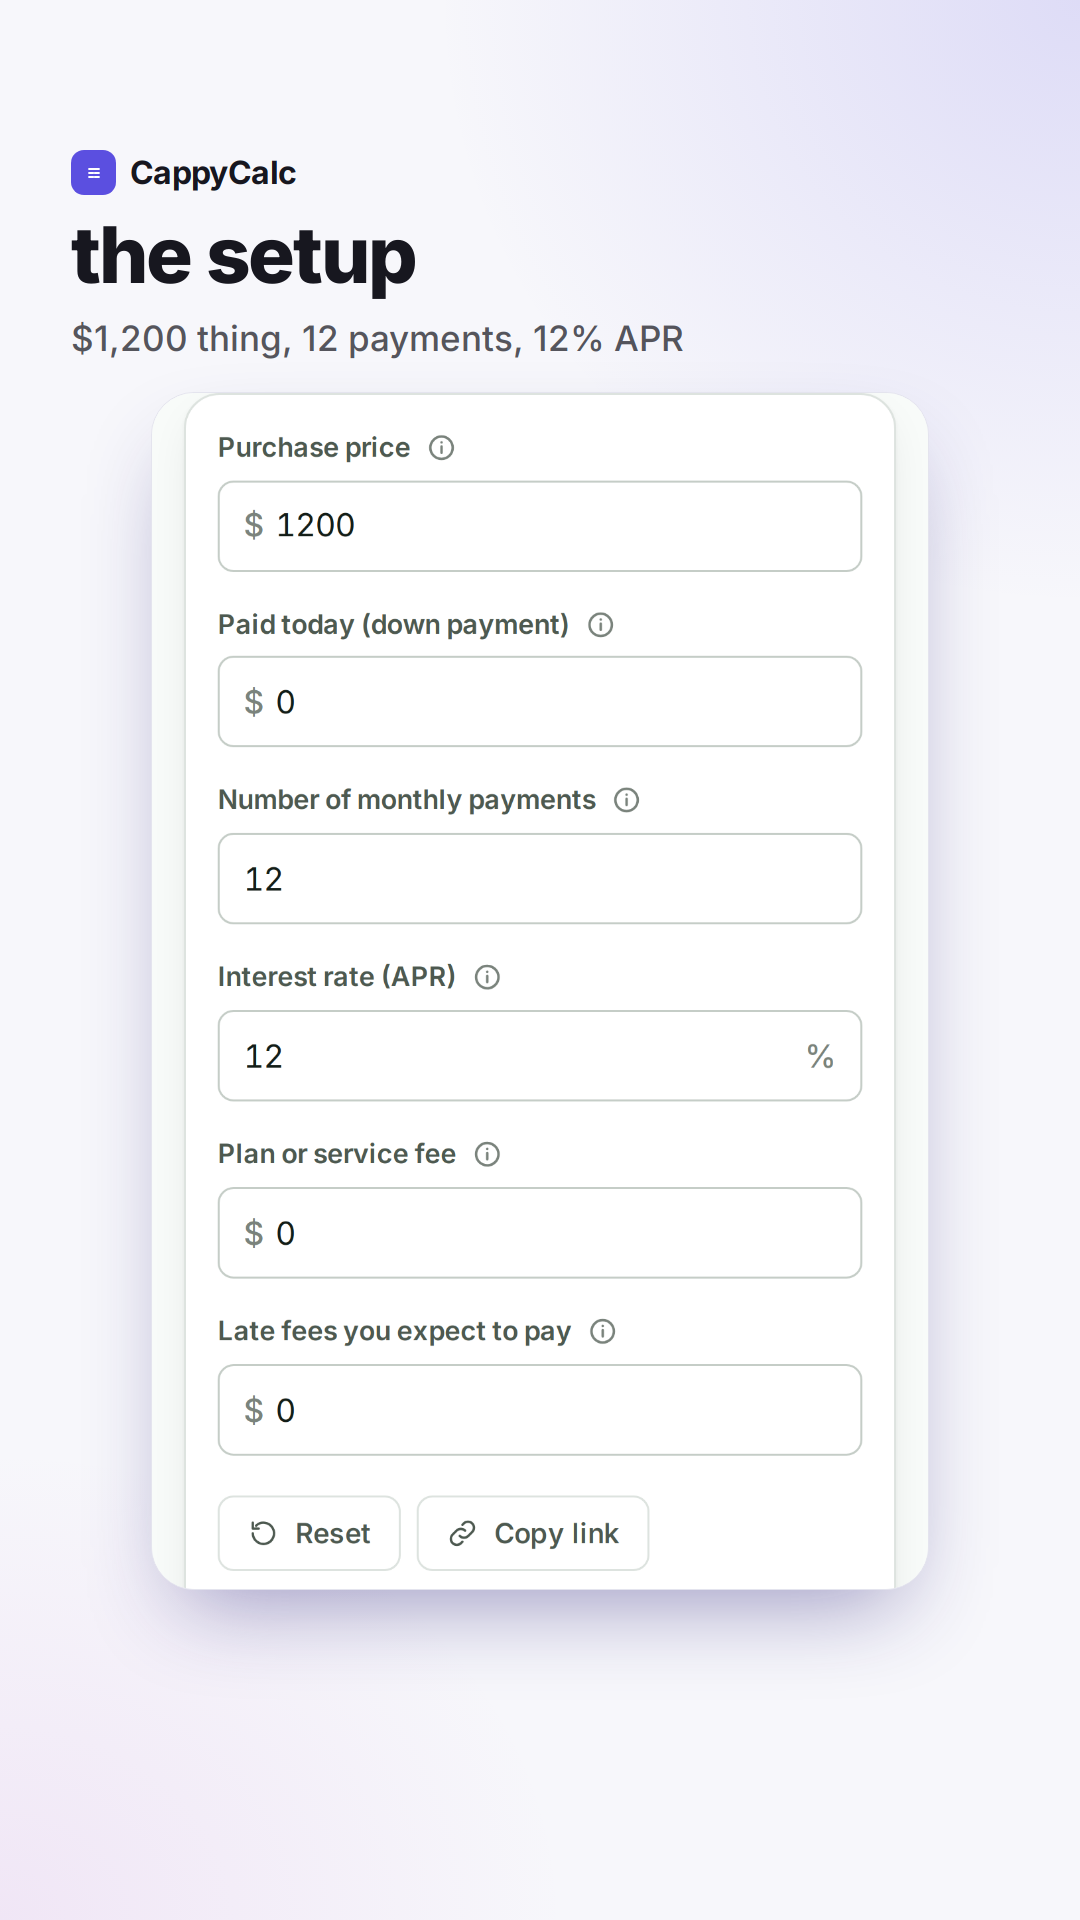 CappyCalc
the setup
$1,200 thing, 12 payments, 12% APR
Purchase price
$ 1200
Paid today (down payment)
$ 0
Number of monthly payments
12
Interest rate (APR)
12 %
Plan or service fee
$ 0
Late fees you expect to pay
$ 0
Reset Copy link